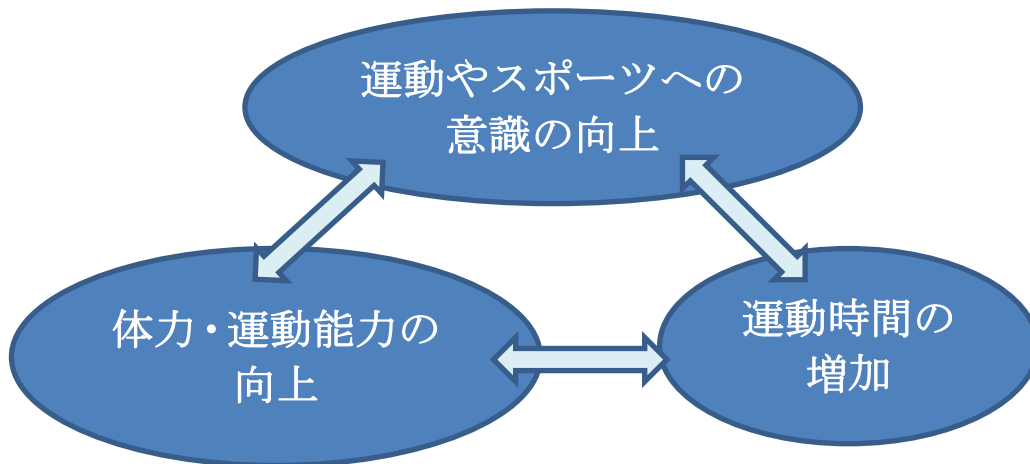 運動やスポーツへの
意識の向上
体力・運動能力の
向上
運動時間の
増加